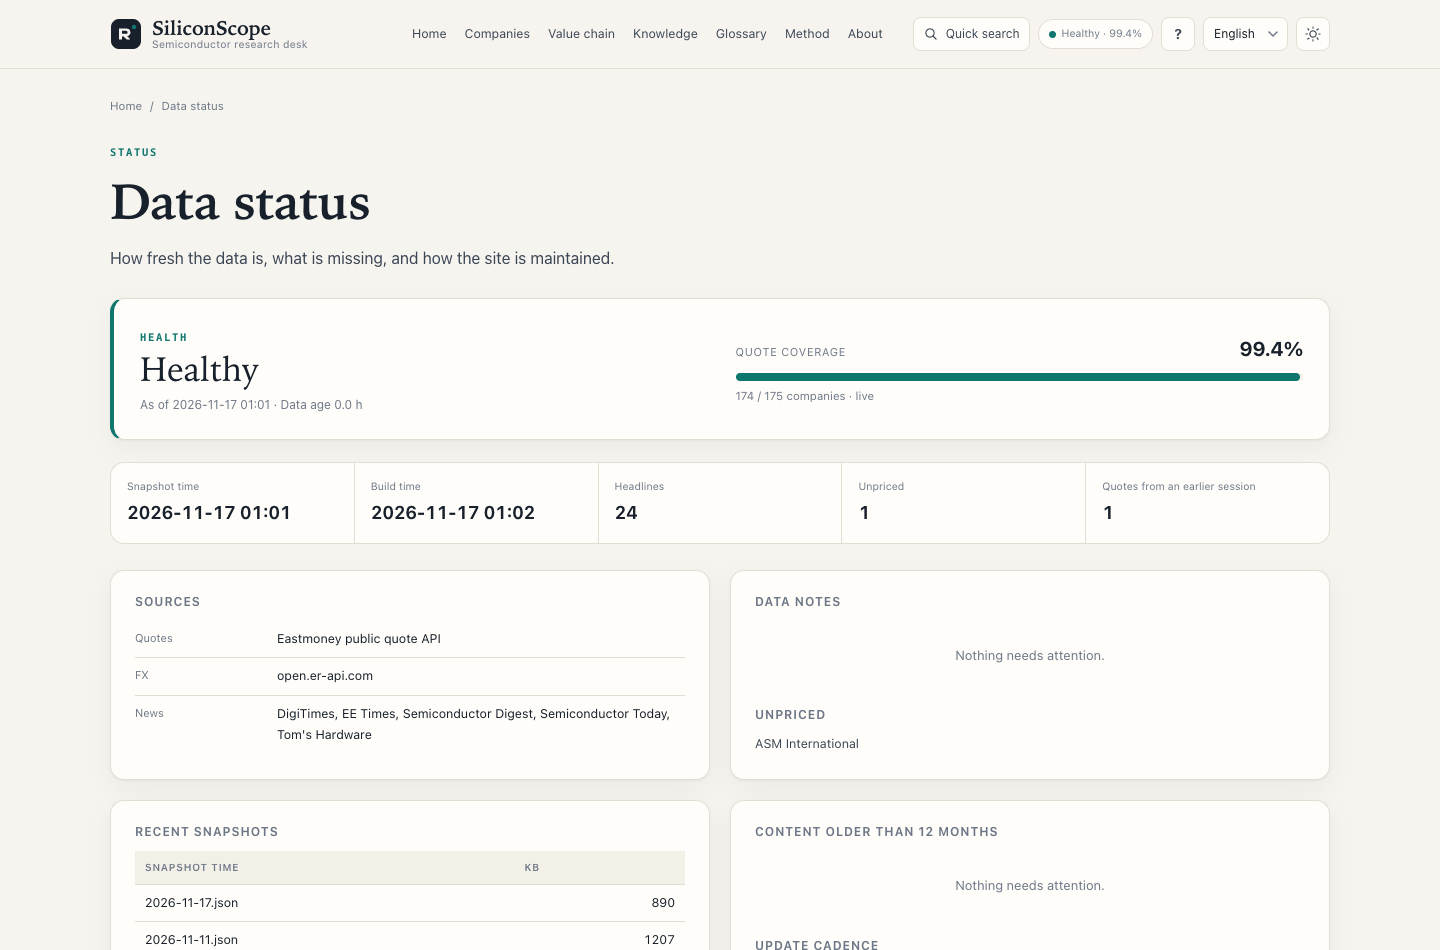 SiliconScope
Semiconductor research desk
Home
Companies
Value chain
Knowledge
Glossary
Method
About
Quick search
Healthy · 99.4%
?
English
Home / Data status
STATUS
Data status
How fresh the data is, what is missing, and how the site is maintained.
HEALTH
Healthy
As of 2026-11-17 01:01 · Data age 0.0 h
QUOTE COVERAGE
99.4%
174 / 175 companies · live
Snapshot time
2026-11-17 01:01
Build time
2026-11-17 01:02
Headlines
24
Unpriced
1
Quotes from an earlier session
1
SOURCES
Quotes
Eastmoney public quote API
FX
open.er-api.com
News
DigiTimes, EE Times, Semiconductor Digest, Semiconductor Today,
Tom's Hardware
DATA NOTES
Nothing needs attention.
UNPRICED
ASM International
RECENT SNAPSHOTS
SNAPSHOT TIME
KB
2026-11-17.json
890
2026-11-11.json
1207
CONTENT OLDER THAN 12 MONTHS
Nothing needs attention.
UPDATE CADENCE